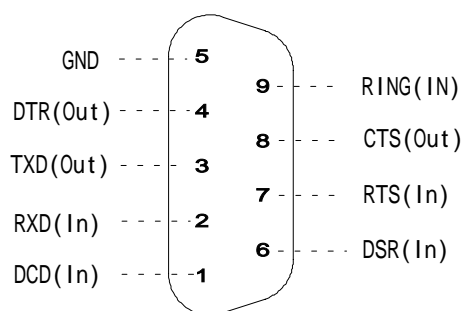 GND 5
9 RING(IN)
DTR(Out) 4
8 CTS(Out)
TXD(Out) 3
7 RTS(In)
RXD(In) 2
6 DSR(In)
DCD(In) 1